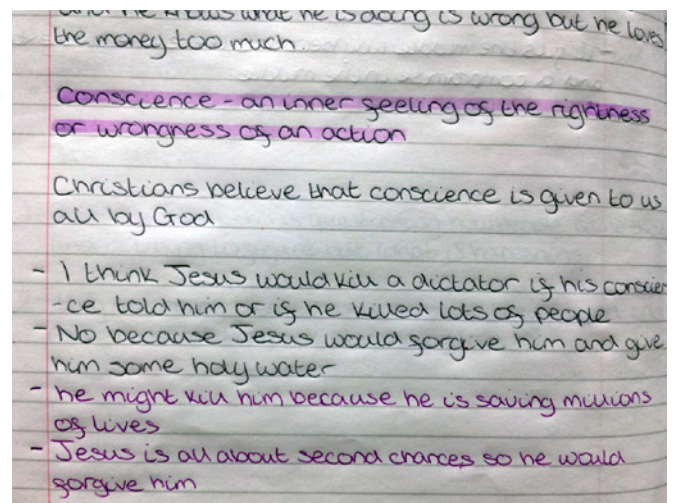 and he knows what he is doing is wrong but he loves
the money too much.
Conscience - an inner feeling of the rightness
or wrongness of an action
Christians believe that conscience is given to us
all by God
- I think Jesus would kill a dictator if his conscien
-ce told him or if he killed lots of people
- No because Jesus would forgive him and give
him some holy water
- he might kill him because he is saving millions
of lives
- Jesus is all about second chances so he would
forgive him